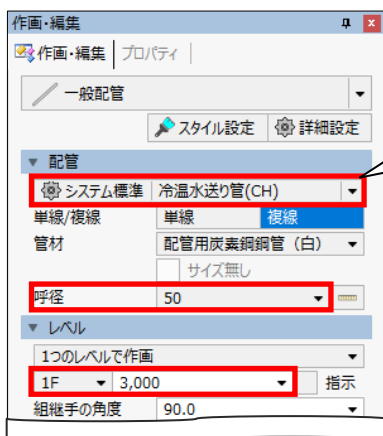 作画・編集
作画・編集 プロパティ
一般配管
スタイル設定 詳細設定
配管
システム標準 冷温水送り管(CH)
単線/複線 単線 複線
管材 配管用炭素鋼鋼管（白）
サイズ無し
呼径 50
レベル
1つのレベルで作画
1F 3,000 指示
組継手の角度 90.0